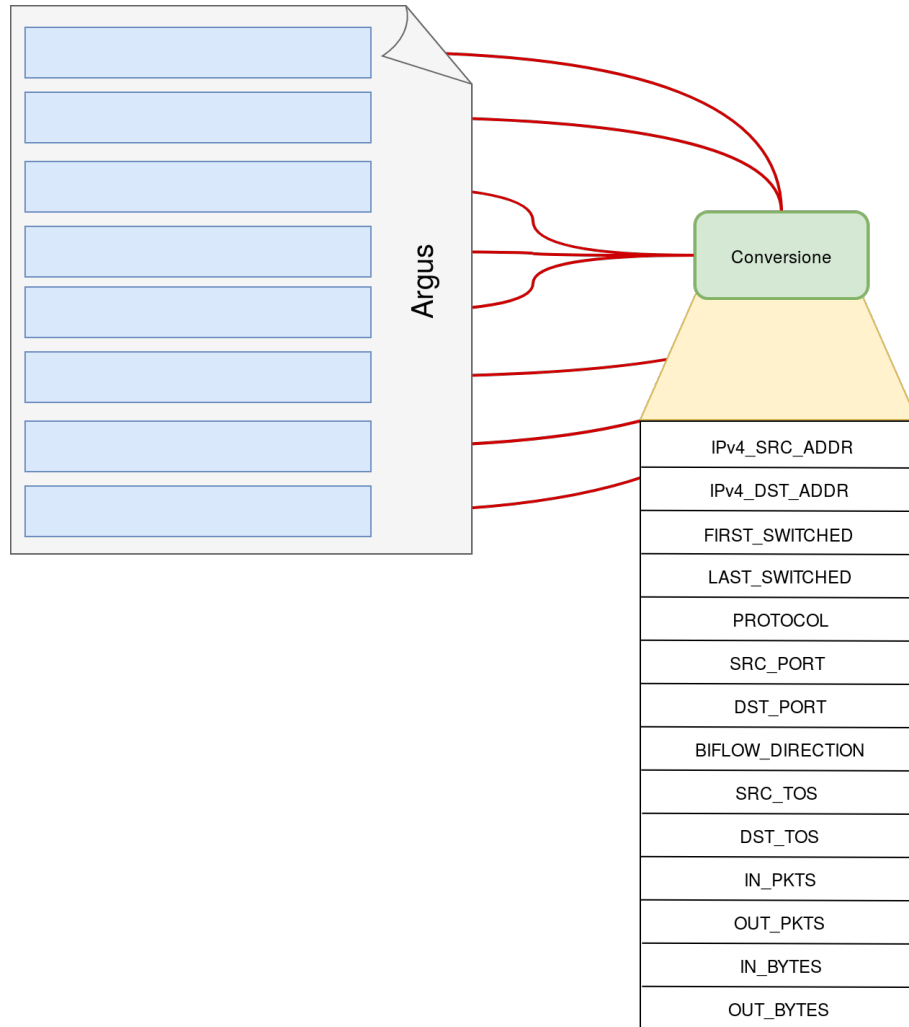 Argus
Conversione
IPv4_SRC_ADDR
IPv4_DST_ADDR
FIRST_SWITCHED
LAST_SWITCHED
PROTOCOL
SRC_PORT
DST_PORT
BIFLOW_DIRECTION
SRC_TOS
DST_TOS
IN_PKTS
OUT_PKTS
IN_BYTES
OUT_BYTES